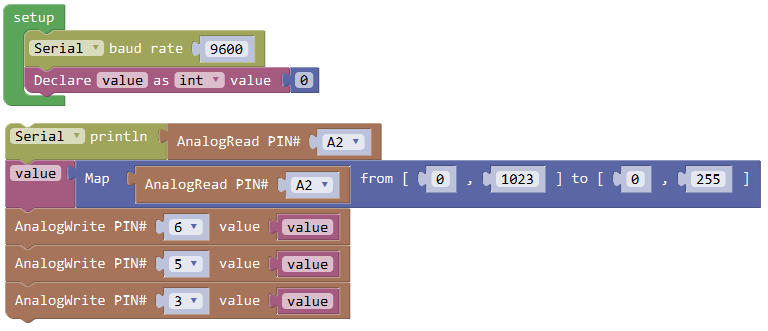 setup
Serial baud rate 9600
Declare value as int value 0
Serial println AnalogRead PIN# A2
value Map AnalogRead PIN# A2 from [ 0 , 1023 ] to [ 0 , 255 ]
AnalogWrite PIN# 6 value value
AnalogWrite PIN# 5 value value
AnalogWrite PIN# 3 value value